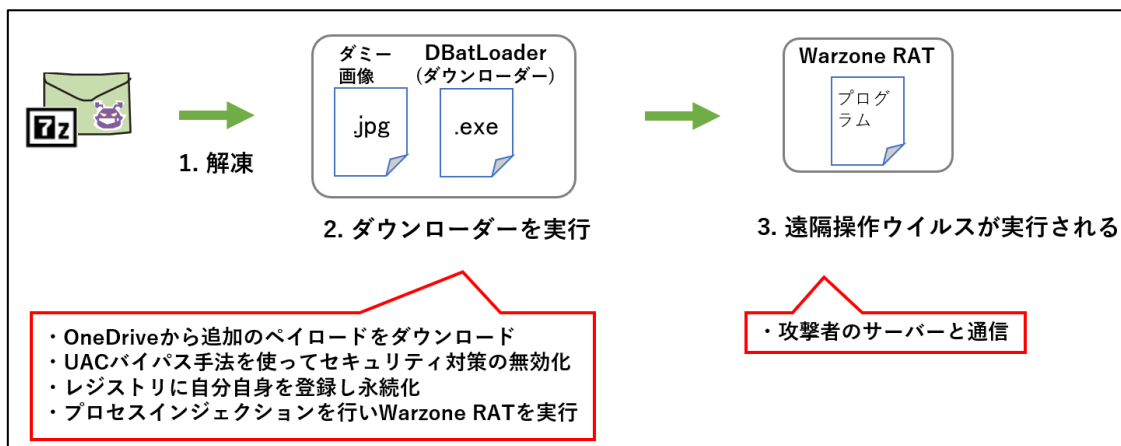 7z
1. 解凍
ダミー
画像
.jpg
DBatLoader
(ダウンローダー)
.exe
2. ダウンローダーを実行
・OneDriveから追加のペイロードをダウンロード
・UACバイパス手法を使ってセキュリティ対策の無効化
・レジストリに自分自身を登録し永続化
・プロセスインジェクションを行いWarzone RATを実行
Warzone RAT
プログ
ラム
3. 遠隔操作ウイルスが実行される
・攻撃者のサーバーと通信